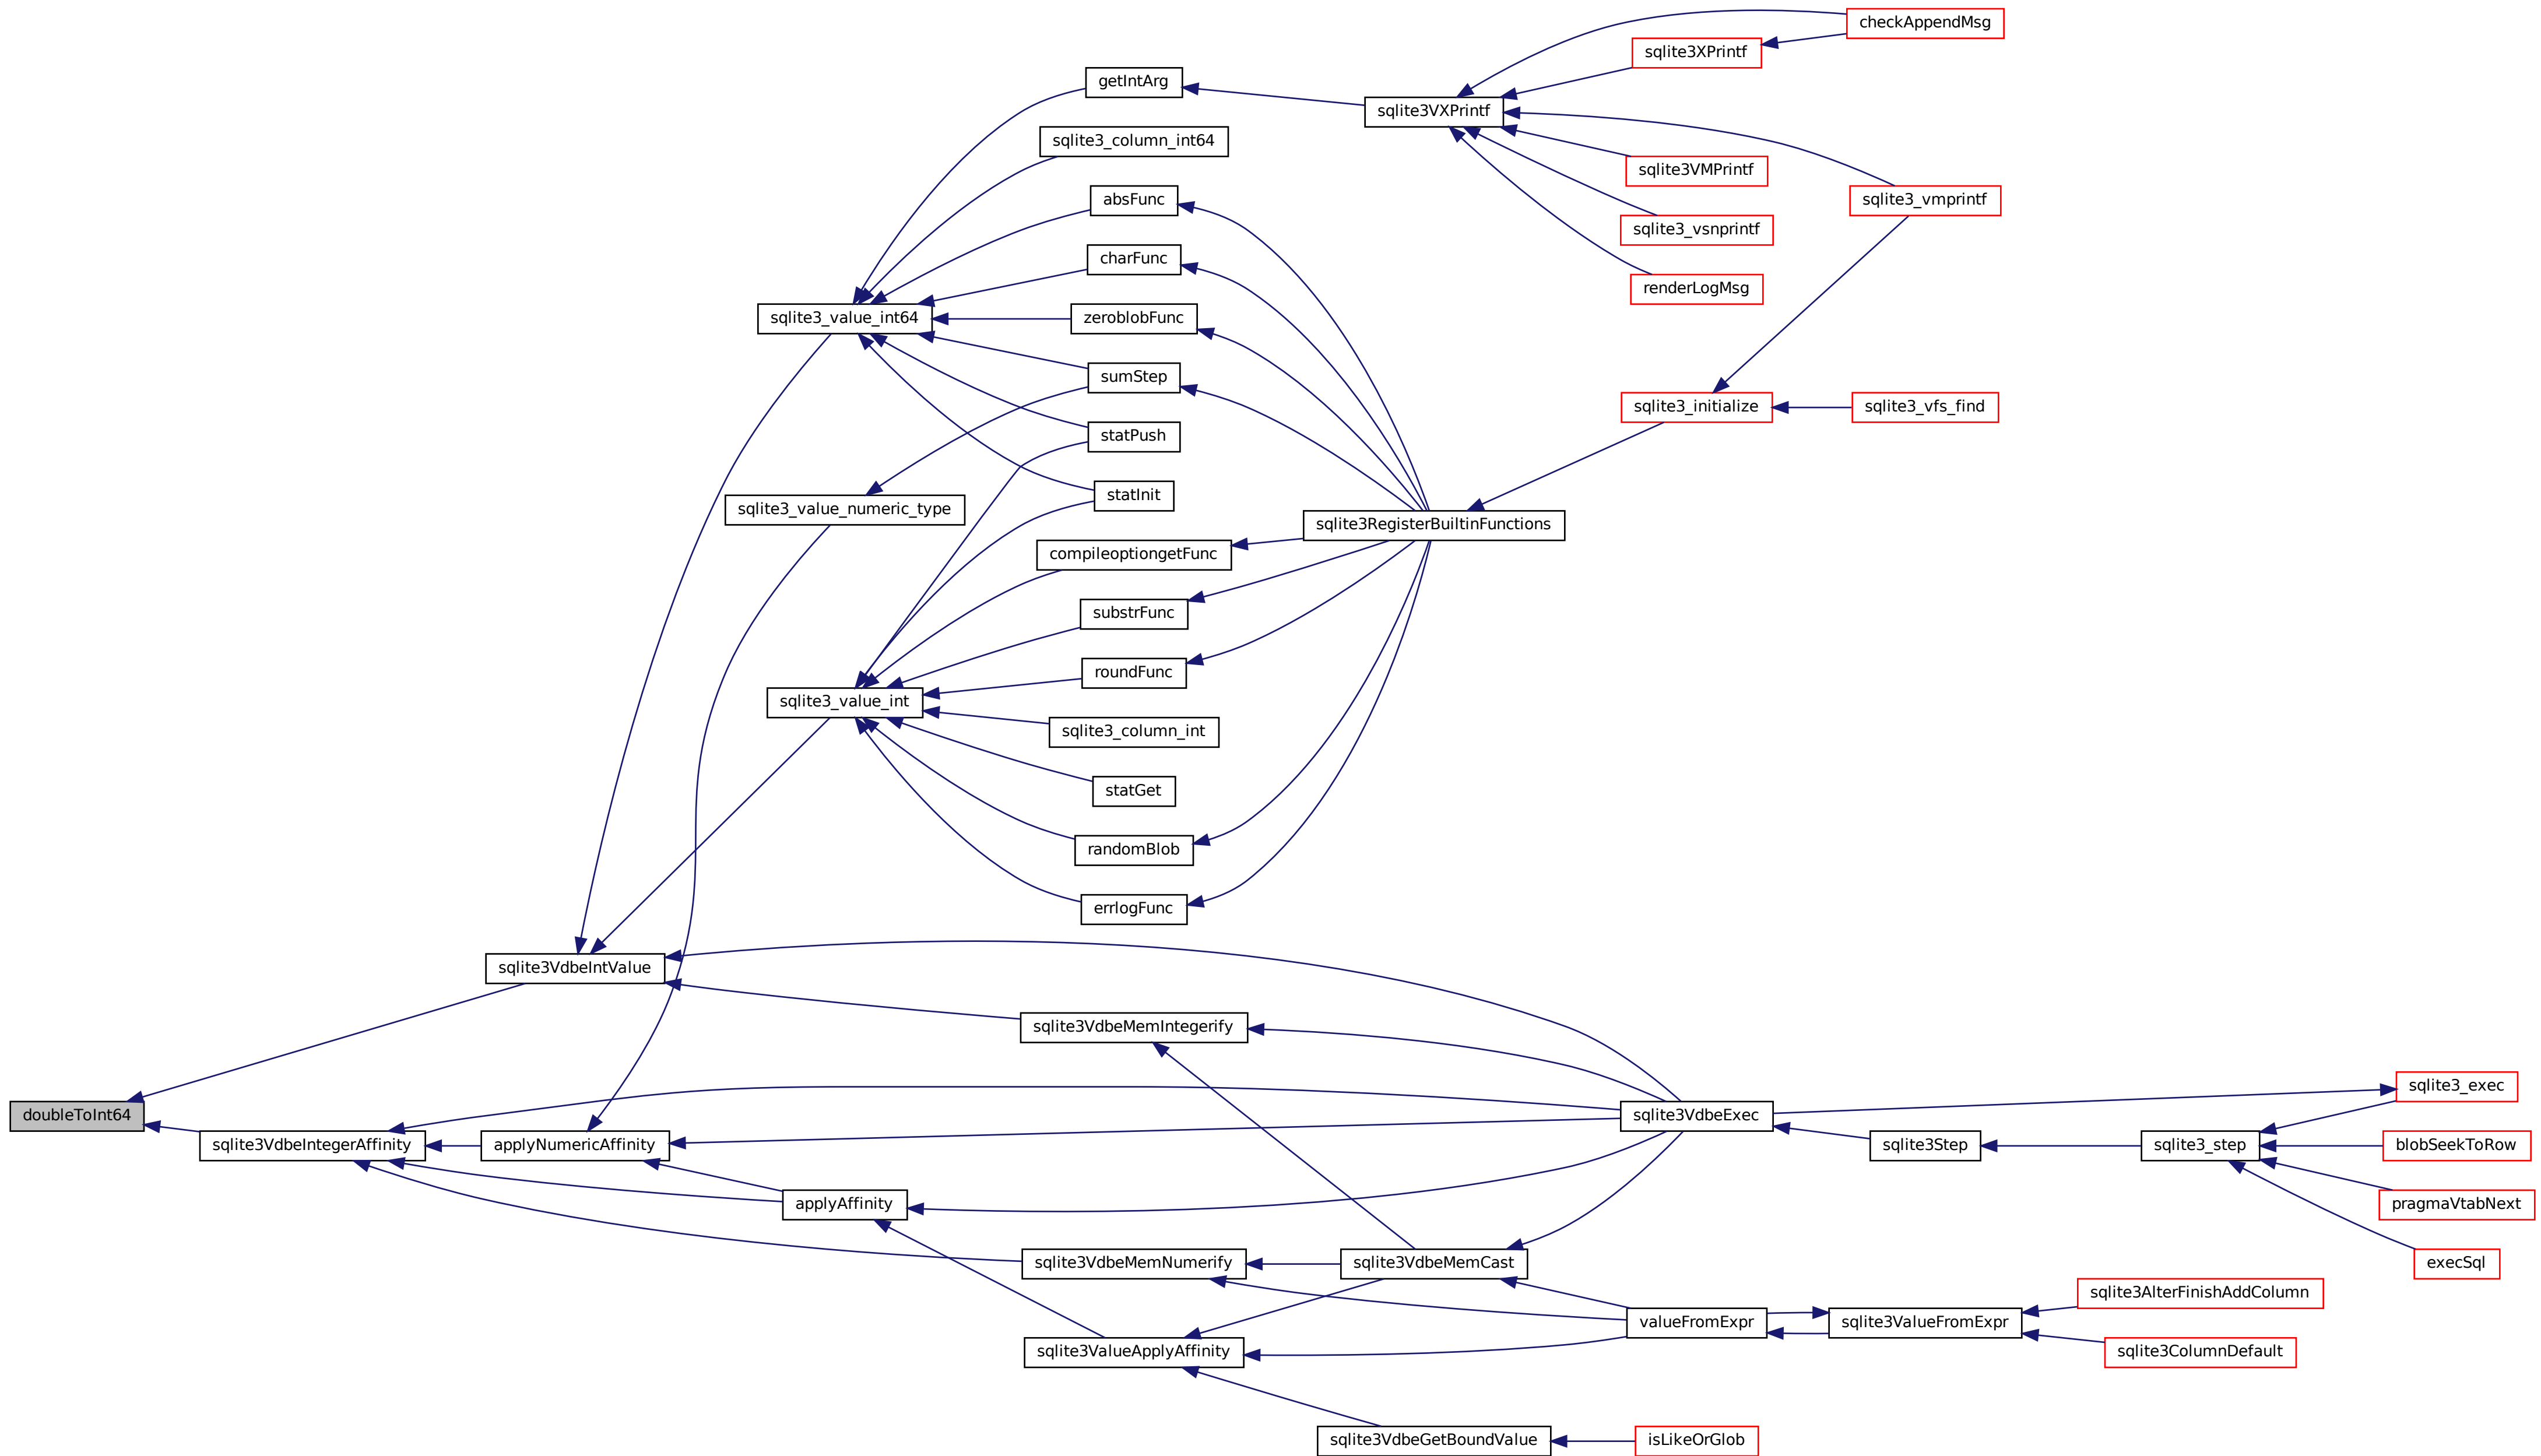 checkAppendMsg
sqlite3XPrintf
getIntArg
sqlite3VXPrintf
sqlite3_column_int64
sqlite3VMPrintf
absFunc
sqlite3_vmprintf
sqlite3_vsnprintf
charFunc
renderLogMsg
sqlite3_value_int64
zeroblobFunc
sumStep
sqlite3_initialize
sqlite3_vfs_find
statPush
statInit
sqlite3_value_numeric_type
sqlite3RegisterBuiltinFunctions
compileoptiongetFunc
substrFunc
roundFunc
sqlite3_value_int
sqlite3_column_int
statGet
randomBlob
errlogFunc
sqlite3VdbeIntValue
sqlite3VdbeMemIntegerify
sqlite3_exec
doubleToInt64
sqlite3VdbeExec
sqlite3VdbeIntegerAffinity
applyNumericAffinity
sqlite3Step
sqlite3_step
blobSeekToRow
applyAffinity
pragmaVtabNext
sqlite3VdbeMemNumerify
sqlite3VdbeMemCast
execSql
sqlite3AlterFinishAddColumn
valueFromExpr
sqlite3ValueFromExpr
sqlite3ValueApplyAffinity
sqlite3ColumnDefault
sqlite3VdbeGetBoundValue
isLikeOrGlob